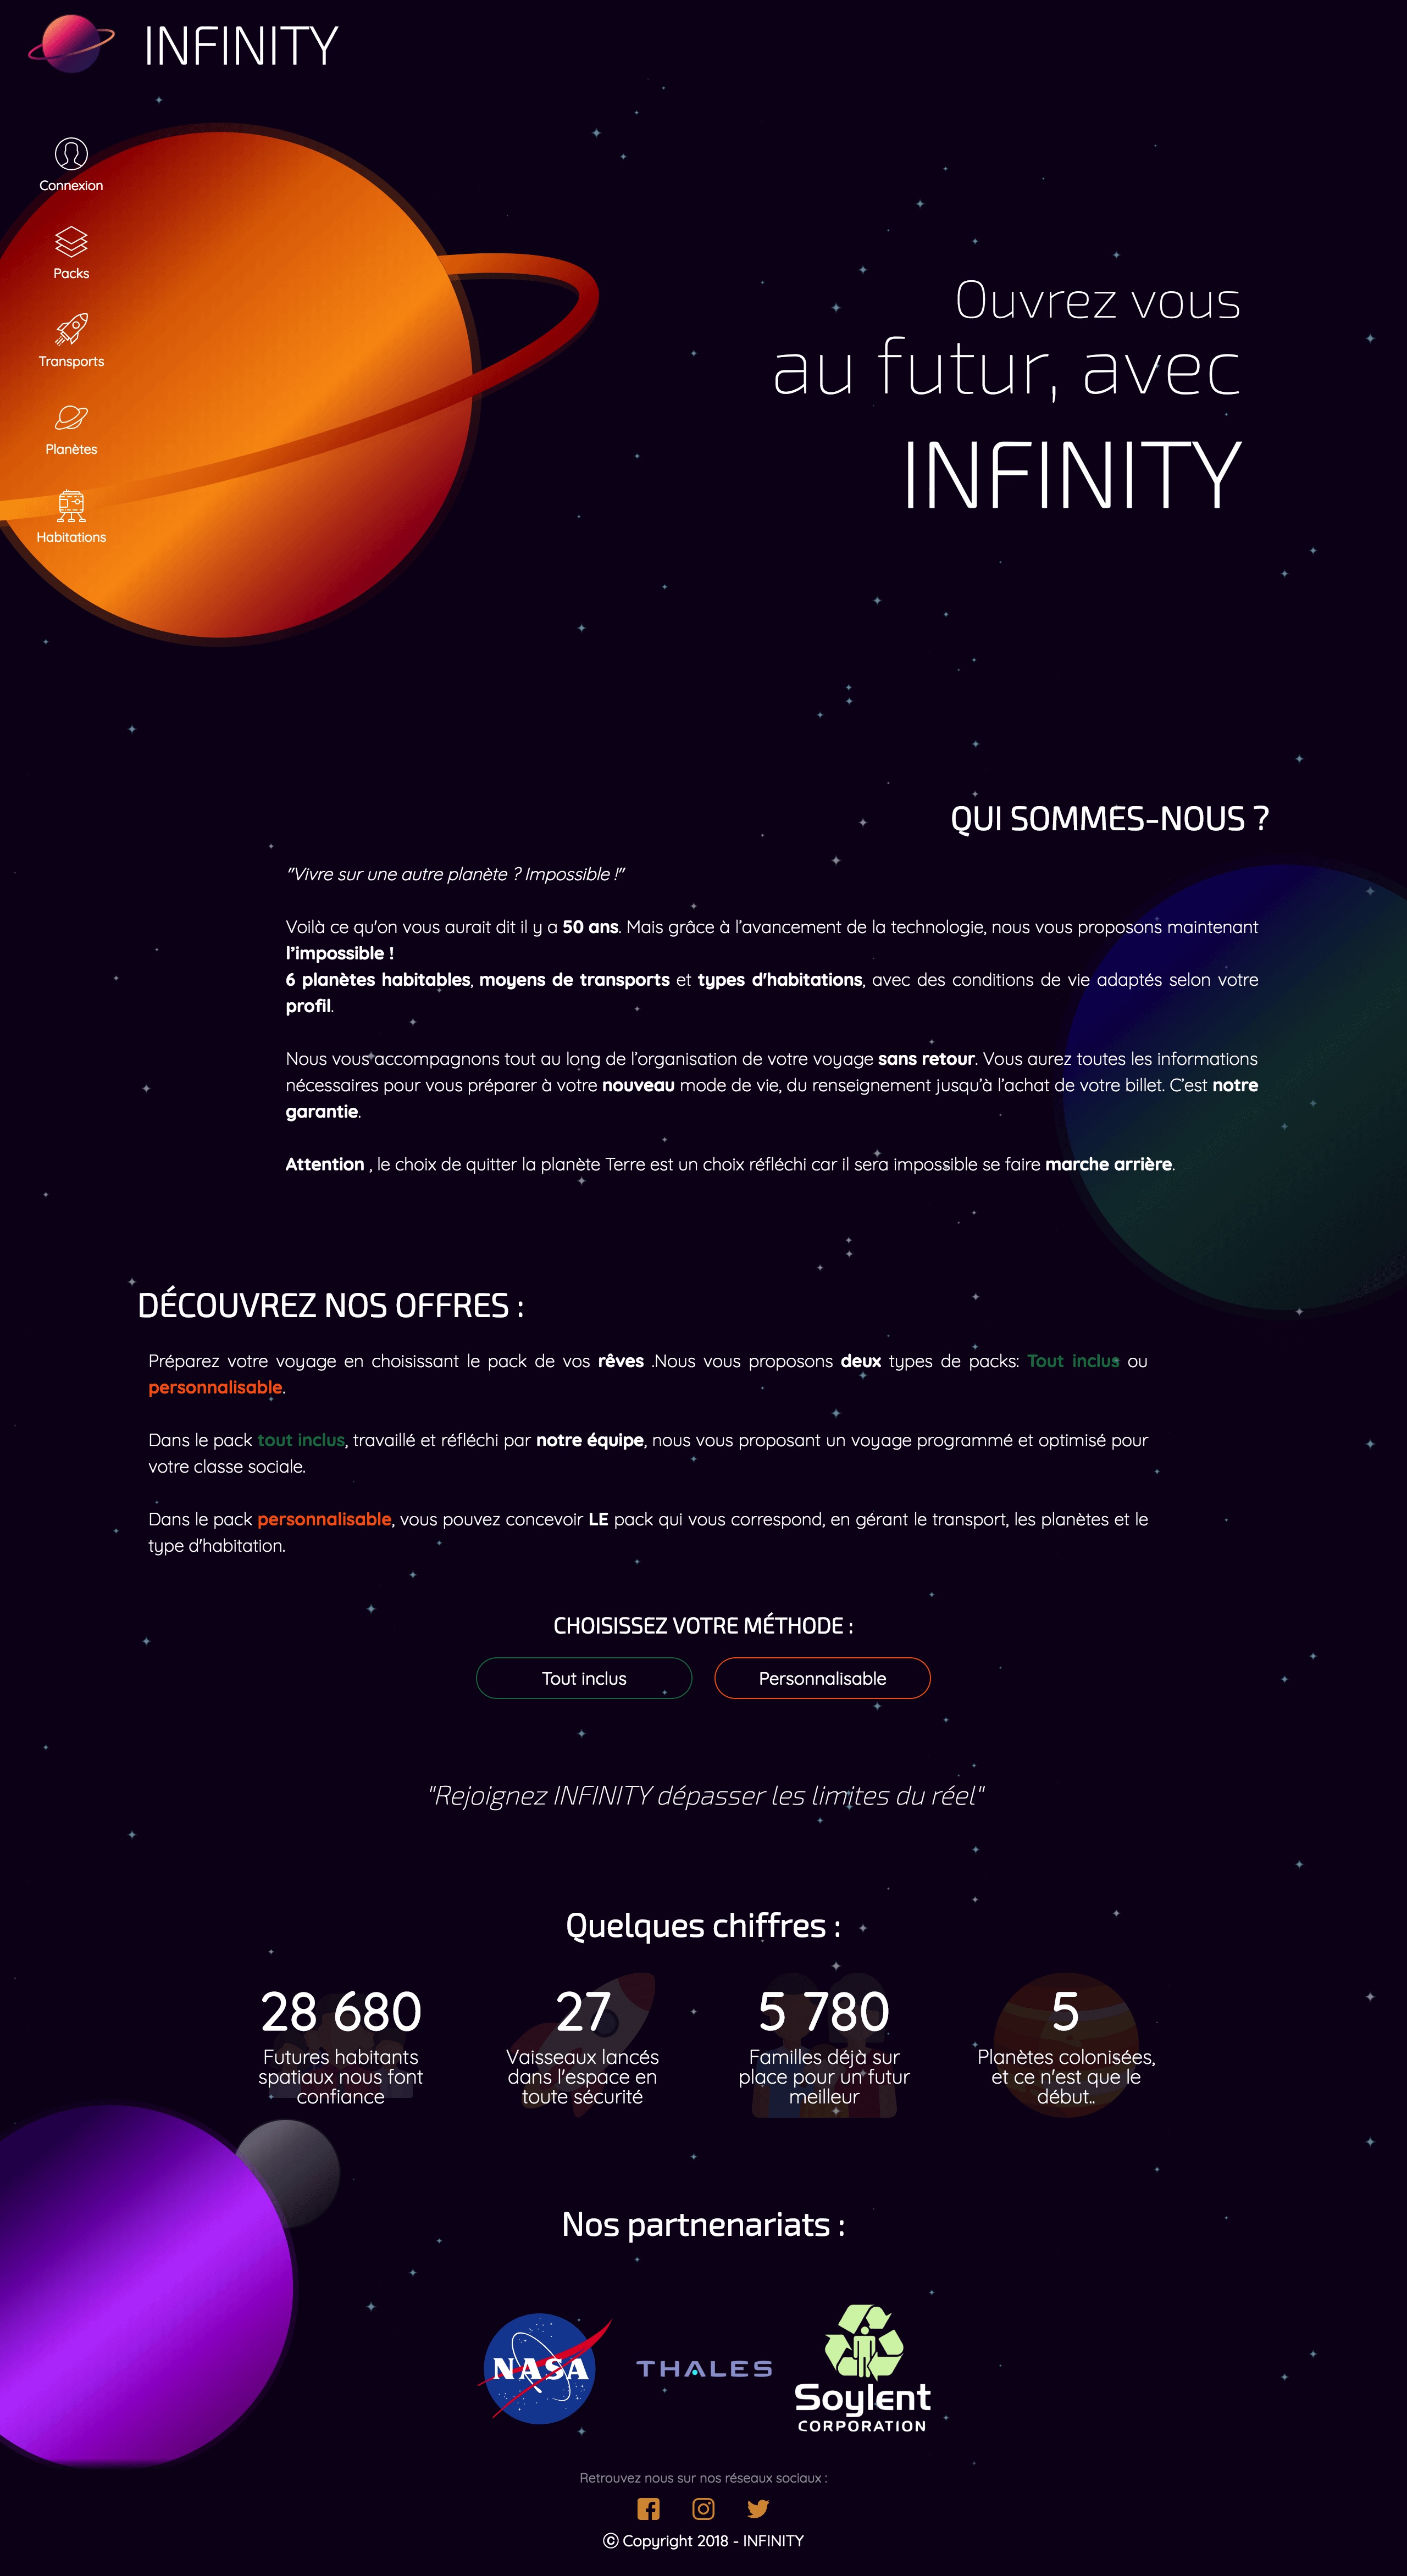 INFINITY
Connexion
Packs
Transports
Planètes
Habitations
Ouvrez vous
au futur, avec
INFINITY
QUI SOMMES-NOUS ?
"Vivre sur une autre planète ? Impossible !"
Voilà ce qu'on vous aurait dit il y a 50 ans. Mais grâce à l'avancement de la technologie, nous vous proposons maintenant
l'impossible !
6 planètes habitables, moyens de transports et types d'habitations, avec des conditions de vie adaptés selon votre
profil.
Nous vous accompagnons tout au long de l'organisation de votre voyage sans retour. Vous aurez toutes les informations
nécessaires pour vous préparer à votre nouveau mode de vie, du renseignement jusqu'à l'achat de votre billet. C'est notre
garantie.
Attention , le choix de quitter la planète Terre est un choix réfléchi car il sera impossible se faire marche arrière.
DÉCOUVREZ NOS OFFRES :
Préparez votre voyage en choisissant le pack de vos rêves .Nous vous proposons deux types de packs: Tout inclus ou
personnalisable.
Dans le pack tout inclus, travaillé et réfléchi par notre équipe, nous vous proposant un voyage programmé et optimisé pour
votre classe sociale.
Dans le pack personnalisable, vous pouvez concevoir LE pack qui vous correspond, en gérant le transport, les planètes et le
type d'habitation.
CHOISISSEZ VOTRE MÉTHODE :
Tout inclus
Personnalisable
"Rejoignez INFINITY dépasser les limites du réel"
Quelques chiffres :
28 680
Futures habitants
spatiaux nous font
confiance
27
Vaisseaux lancés
dans l'espace en
toute sécurité
5 780
Familles déjà sur
place pour un futur
meilleur
5
Planètes colonisées,
et ce n'est que le
début..
Nos partnenariats :
NASA
THALES
Soylent
CORPORATION
Retrouvez nous sur nos réseaux sociaux :
© Copyright 2018 - INFINITY